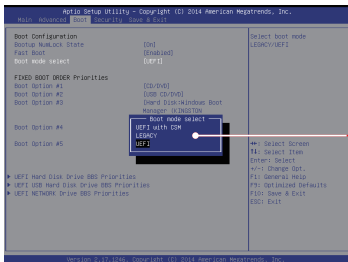 Aptio Setup Utility - Copyright (C) 2014 American Megatrends, Inc.
Main Advanced Boot Security Save & Exit
Boot Configuration
Bootup NumLock State [On]
Fast Boot [Enabled]
Boot mode select [UEFI]
FIXED BOOT ORDER Priorities
Boot Option #1 [CD/DVD]
Boot Option #2 [USB CD/DVD]
Boot Option #3 [Hard Disk:Windows Boot
Manager (KINGSTON
Boot mode select
UEFI with CSM
LEGACY
UEFI
Boot Option #4
Boot Option #5
UEFI Hard Disk Drive BBS Priorities
UEFI USB Hard Disk Drive BBS Priorities
UEFI NETWORK Drive BBS Priorities
Select boot mode
LEGACY/UEFI
→←: Select Screen
↑↓: Select Item
Enter: Select
+/-: Change Opt.
F1: General Help
F9: Optimized Defaults
F10: Save & Exit
ESC: Exit
Version 2.17.1246. Copyright (C) 2014 American Megatrends, Inc.